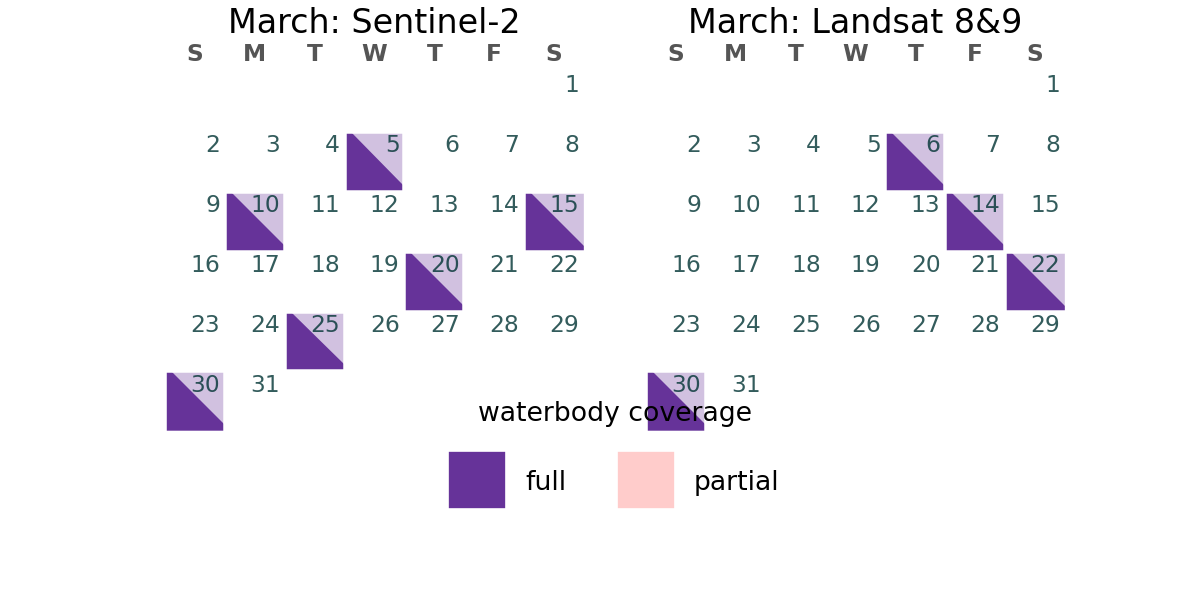 March: Sentinel-2
S M T W T F S
1
2 3 4 5 6 7 8
9 10 11 12 13 14 15
16 17 18 19 20 21 22
23 24 25 26 27 28 29
30 31
March: Landsat 8&9
S M T W T F S
1
2 3 4 5 6 7 8
9 10 11 12 13 14 15
16 17 18 19 20 21 22
23 24 25 26 27 28 29
30 31
waterbody coverage
full partial